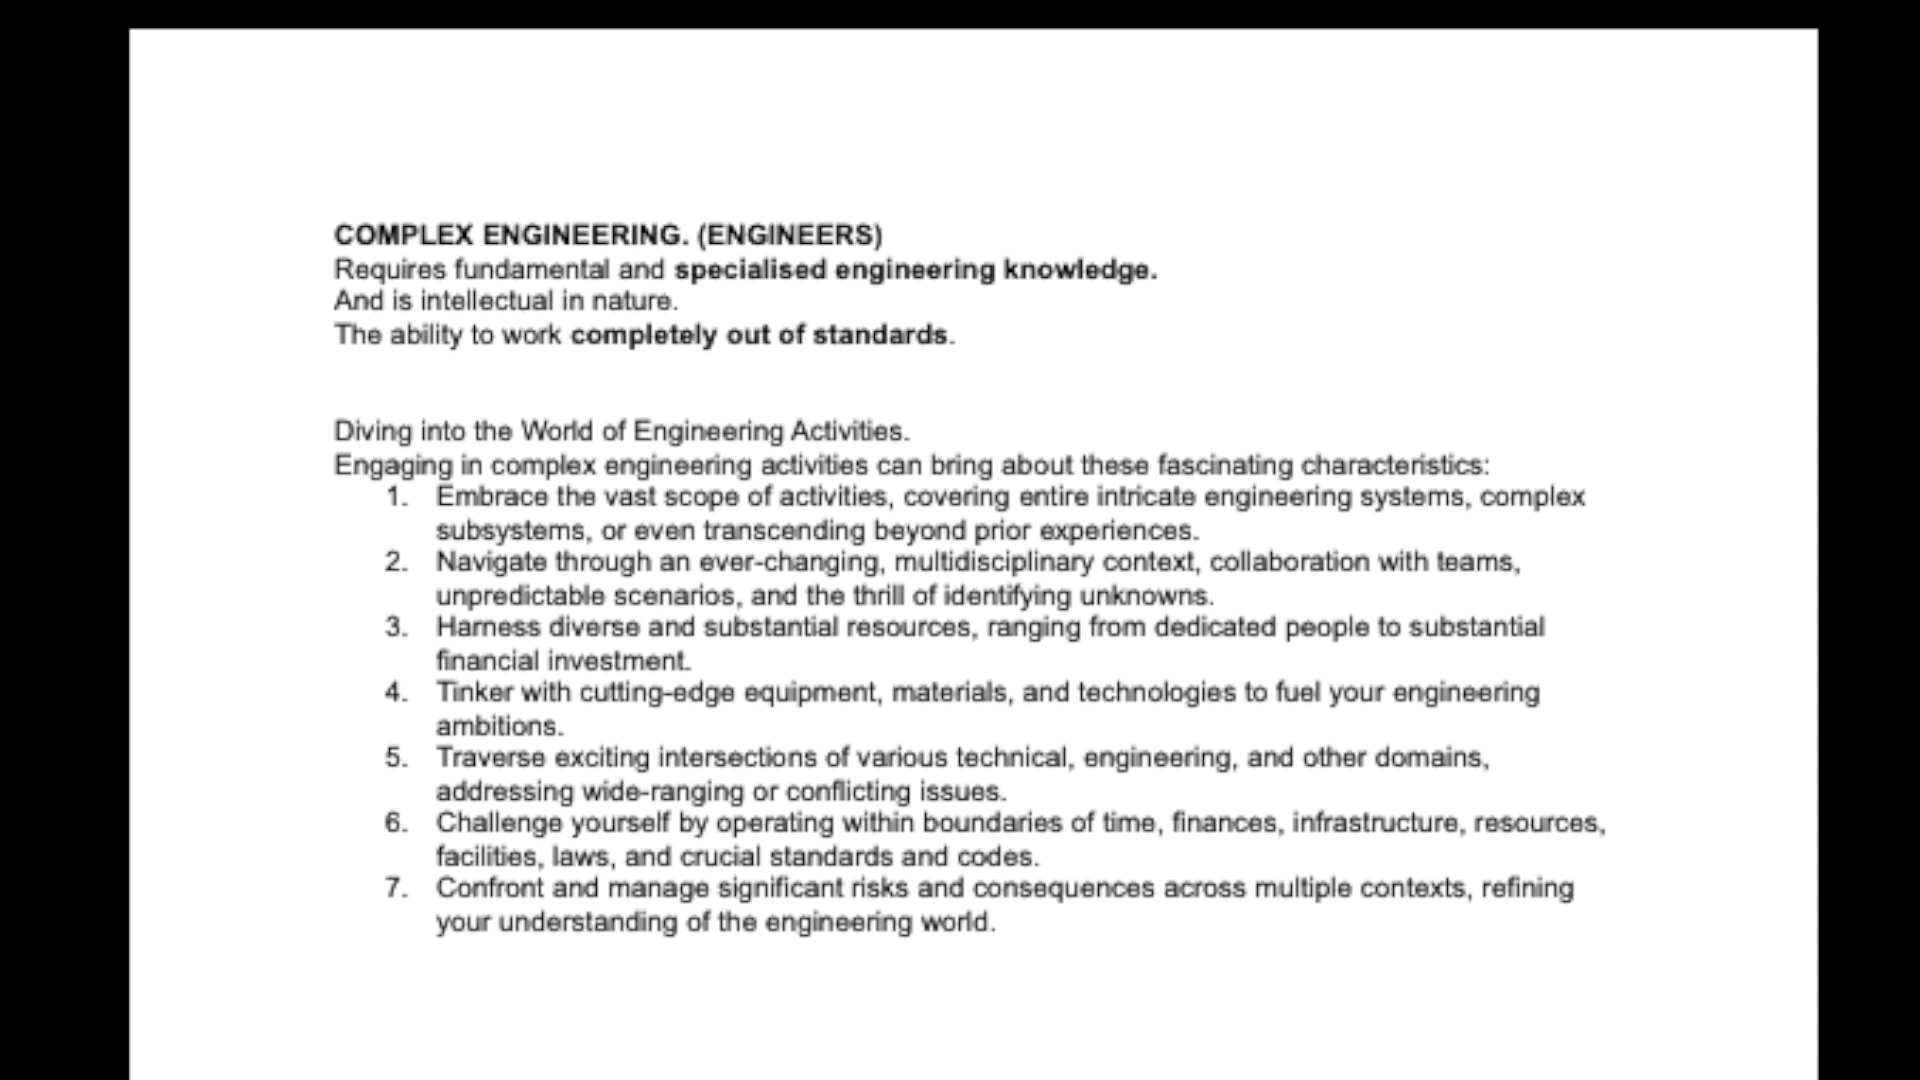 COMPLEX ENGINEERING. (ENGINEERS)
Requires fundamental and specialised engineering knowledge.
And is intellectual in nature.
The ability to work completely out of standards.
Diving into the World of Engineering Activities.
Engaging in complex engineering activities can bring about these fascinating characteristics:
1. Embrace the vast scope of activities, covering entire intricate engineering systems, complex
subsystems, or even transcending beyond prior experiences.
2. Navigate through an ever-changing, multidisciplinary context, collaboration with teams,
unpredictable scenarios, and the thrill of identifying unknowns.
3. Harness diverse and substantial resources, ranging from dedicated people to substantial
financial investment.
4. Tinker with cutting-edge equipment, materials, and technologies to fuel your engineering
ambitions.
5. Traverse exciting intersections of various technical, engineering, and other domains,
addressing wide-ranging or conflicting issues.
6. Challenge yourself by operating within boundaries of time, finances, infrastructure, resources,
facilities, laws, and crucial standards and codes.
7. Confront and manage significant risks and consequences across multiple contexts, refining
your understanding of the engineering world.